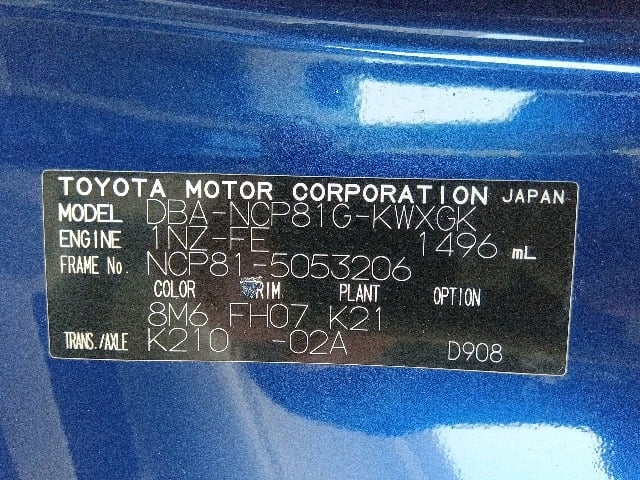 TOYOTA MOTOR CORPORATION JAPAN
MODEL DBA-NCP81G-KWXGK
ENGINE 1NZ-FE 1496 mL
FRAME No. NCP81-5053206
COLOR TRIM PLANT OPTION
8M6 FH07 K21
TRANS./AXLE K210 -02A D908